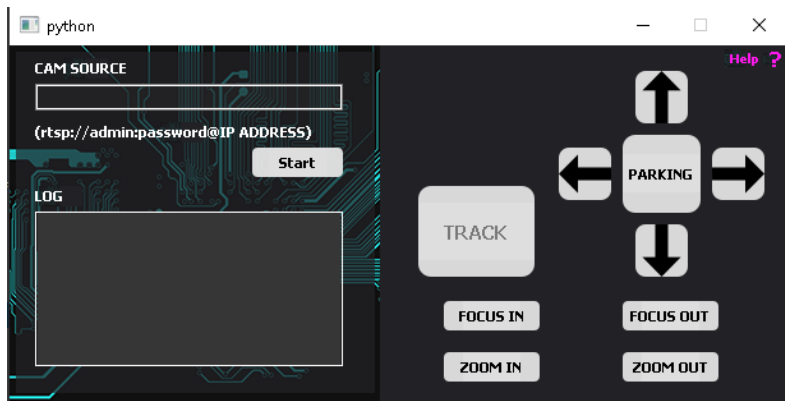 python
Help ?
CAM SOURCE
(rtsp://admin:password@IP ADDRESS)
Start
LOG
PARKING
TRACK
FOCUS IN
FOCUS OUT
ZOOM IN
ZOOM OUT